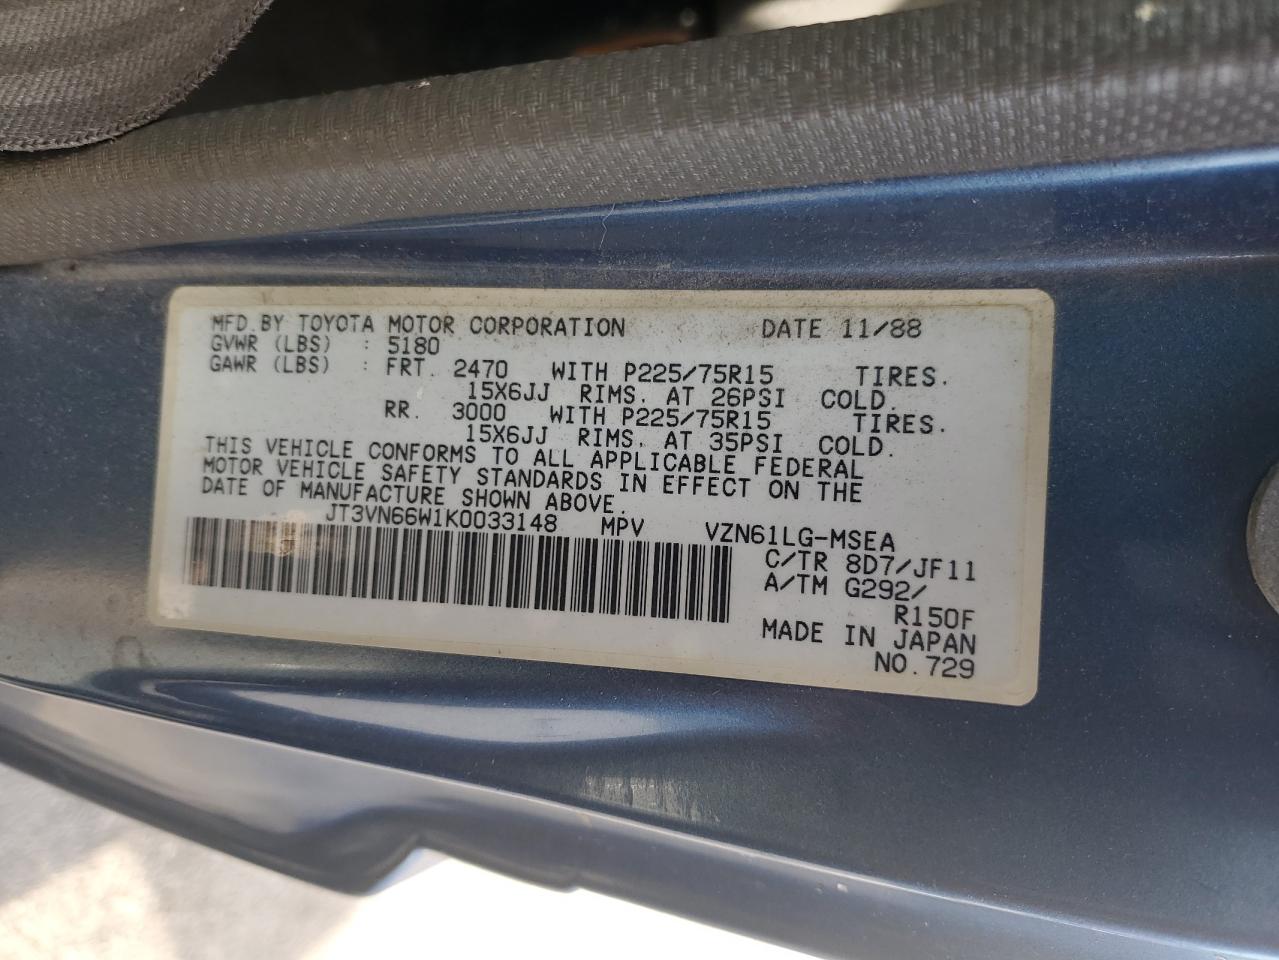 MFD.BY TOYOTA MOTOR CORPORATION DATE 11/88
GVWR (LBS) : 5180
GAWR (LBS) : FRT. 2470 WITH P225/75R15 TIRES.
15X6JJ RIMS. AT 26PSI COLD.
RR. 3000 WITH P225/75R15 TIRES.
15X6JJ RIMS. AT 35PSI COLD.
THIS VEHICLE CONFORMS TO ALL APPLICABLE FEDERAL
MOTOR VEHICLE SAFETY STANDARDS IN EFFECT ON THE
DATE OF MANUFACTURE SHOWN ABOVE.
JT3VN66W1K0033148 MPV VZN61LG-MSEA
C/TR 8D7/JF11
A/TM G292/
R150F
MADE IN JAPAN
NO.729